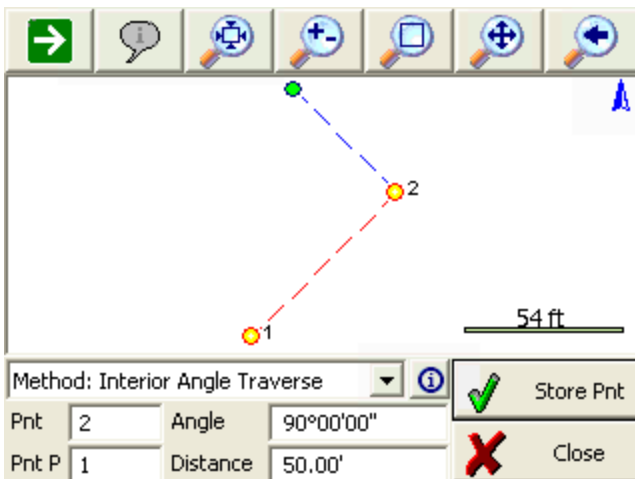 2
1
54 ft
Method: Interior Angle Traverse
Store Pnt
Pnt 2 Angle 90°00'00"
Close
Pnt P 1 Distance 50.00'